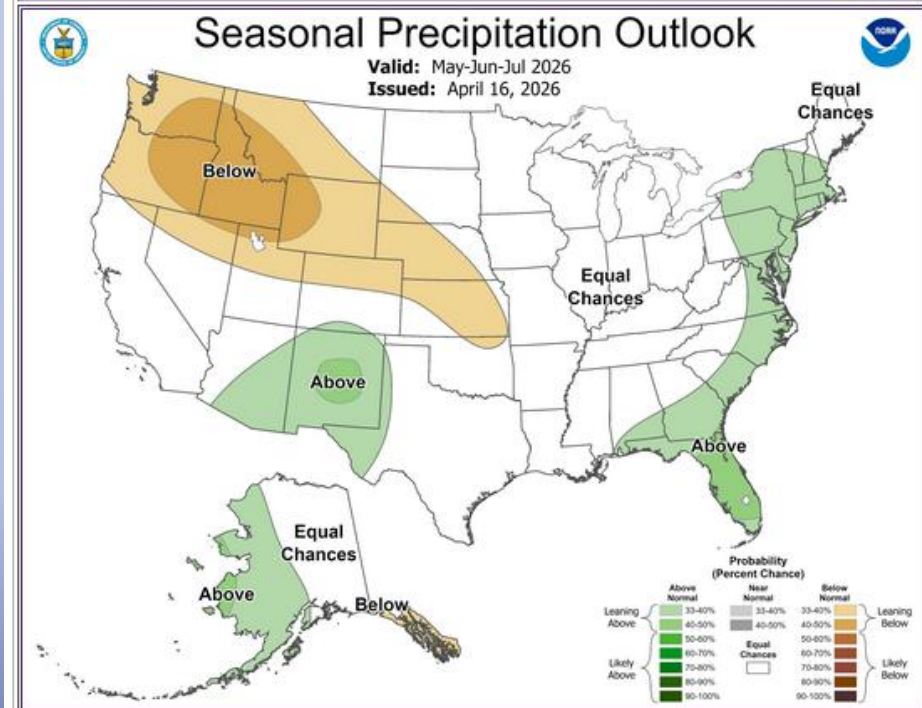 Seasonal Precipitation Outlook
Valid: May-Jun-Jul 2026
Issued: April 16, 2026
NOAA
Equal
Chances
Below
Equal
Chances
Above
Above
Equal
Chances
Above
Below
Probability
(Percent Chance)
Above
Normal
Near
Normal
Below
Normal
Leaning
Above
33-40%
33-40%
33-40%
Leaning
Below
40-50%
40-50%
40-50%
50-60%
Equal
Chances
50-60%
Likely
Above
60-70%
60-70%
Likely
Below
70-80%
70-80%
80-90%
80-90%
90-100%
90-100%